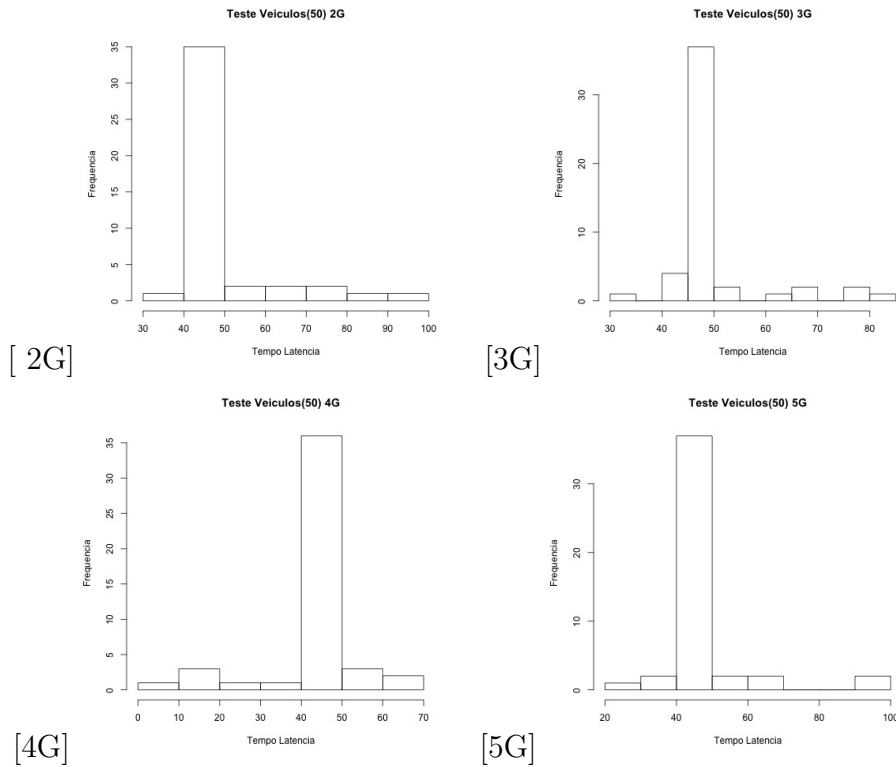 Teste Veiculos(50) 2G
Frequencia
0 5 10 15 20 25 30 35
30 40 50 60 70 80 90 100
Tempo Latencia
[ 2G]
Teste Veiculos(50) 3G
Frequencia
0 10 20 30
30 40 50 60 70 80
Tempo Latencia
[3G]
Teste Veiculos(50) 4G
Frequencia
0 5 10 15 20 25 30 35
0 10 20 30 40 50 60 70
Tempo Latencia
[4G]
Teste Veiculos(50) 5G
Frequencia
0 10 20 30
20 40 60 80 100
Tempo Latencia
[5G]